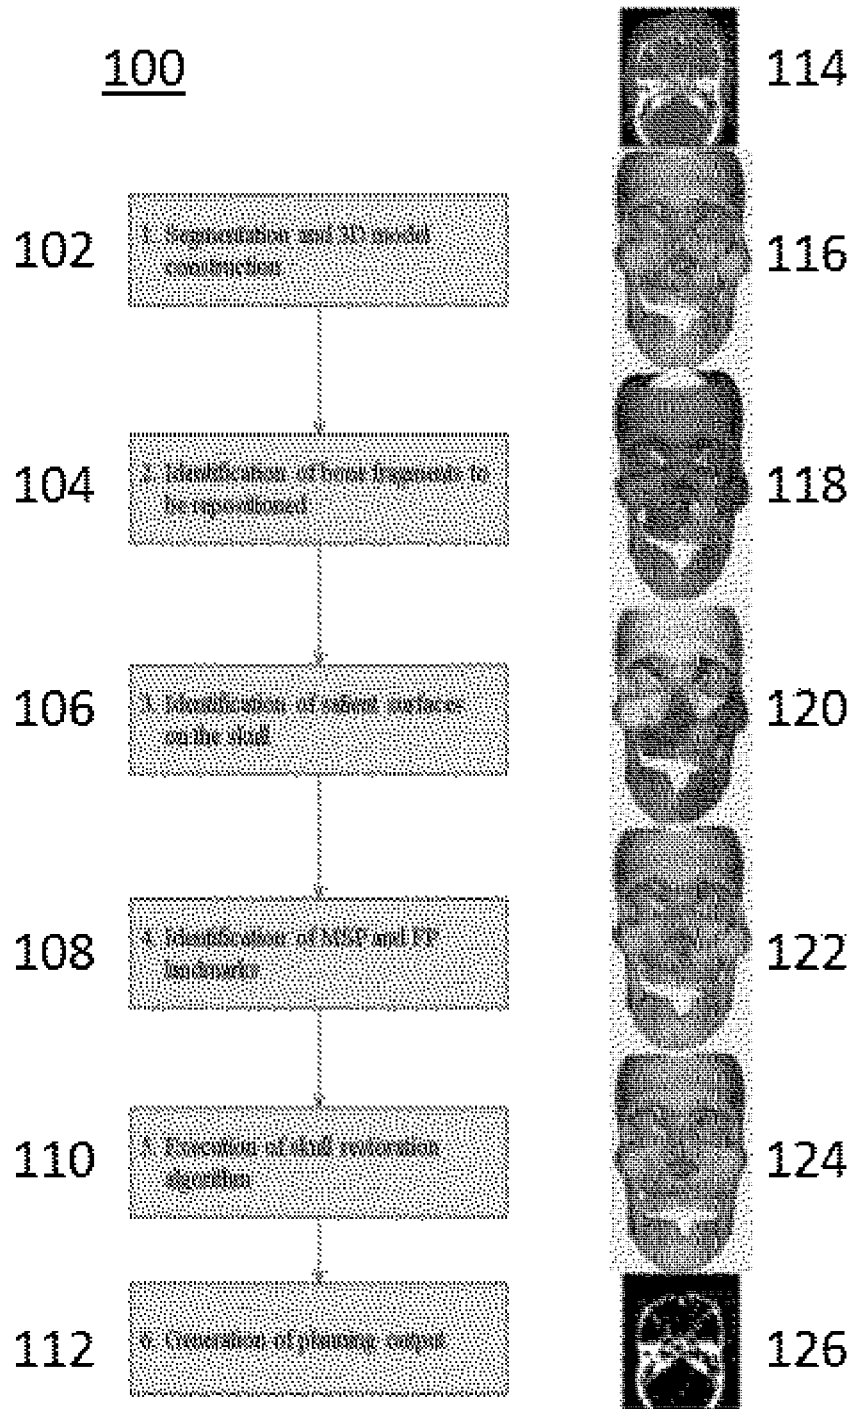 100
114
102
1. Segmentation and 3D model
construction
116
104
2. Identification of bone fragments to
be repositioned
118
106
3. Identification of salient surfaces
on the skull
120
108
4. Identification of MSP and FP
landmarks
122
110
5. Execution of skull restoration
algorithm
124
112
6. Generation of planning output
126